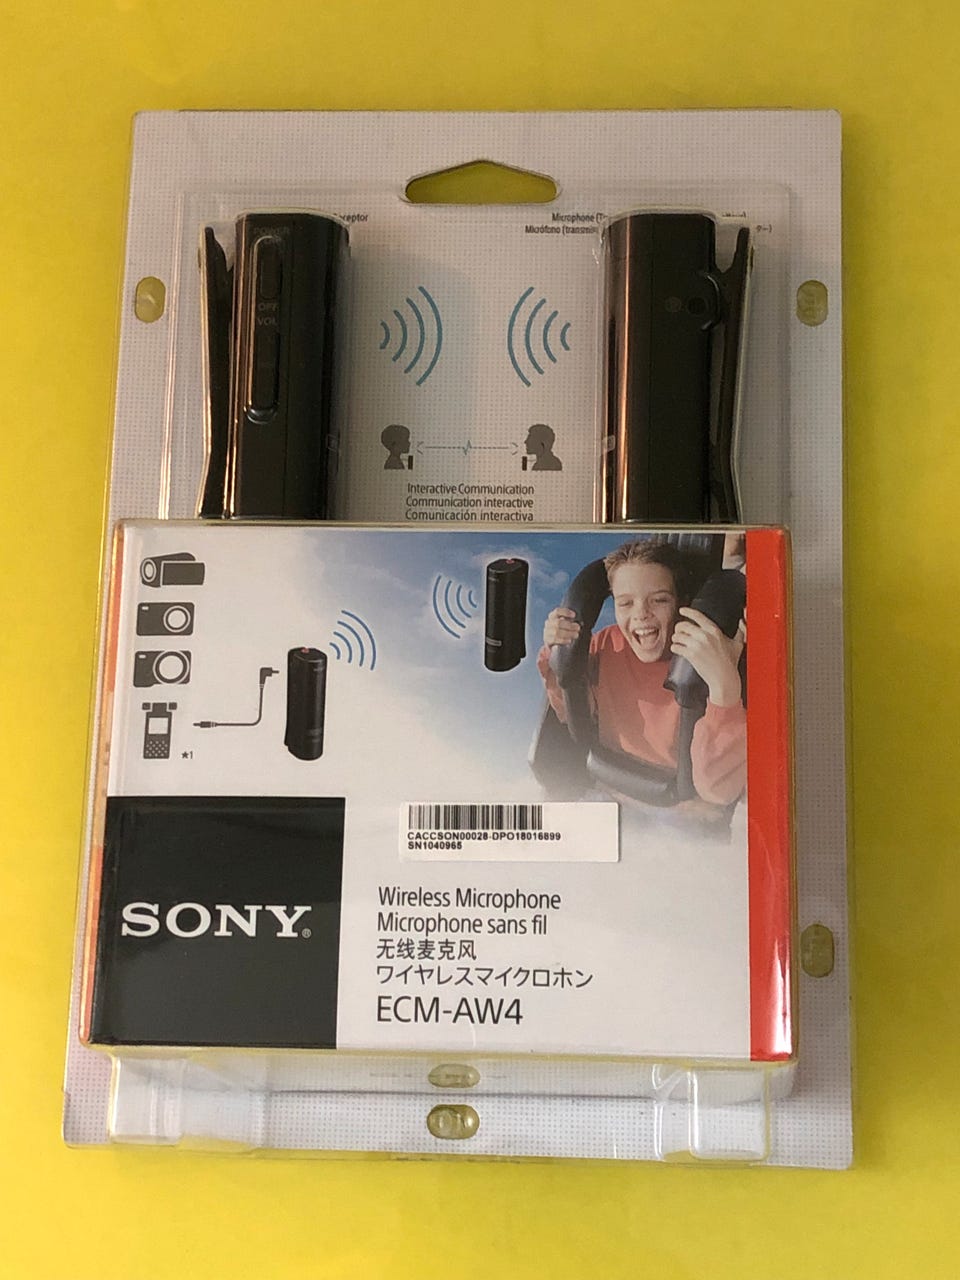 Receptor
Microphone
Micrófono
POWER
OFF
VOL
Interactive Communication
Communication interactive
Comunicación interactiva
★1
CACCSON00028-DPO18016899
SN1040965
SONY®
Wireless Microphone
Microphone sans fil
无线麦克风
ワイヤレスマイクロホン
ECM-AW4